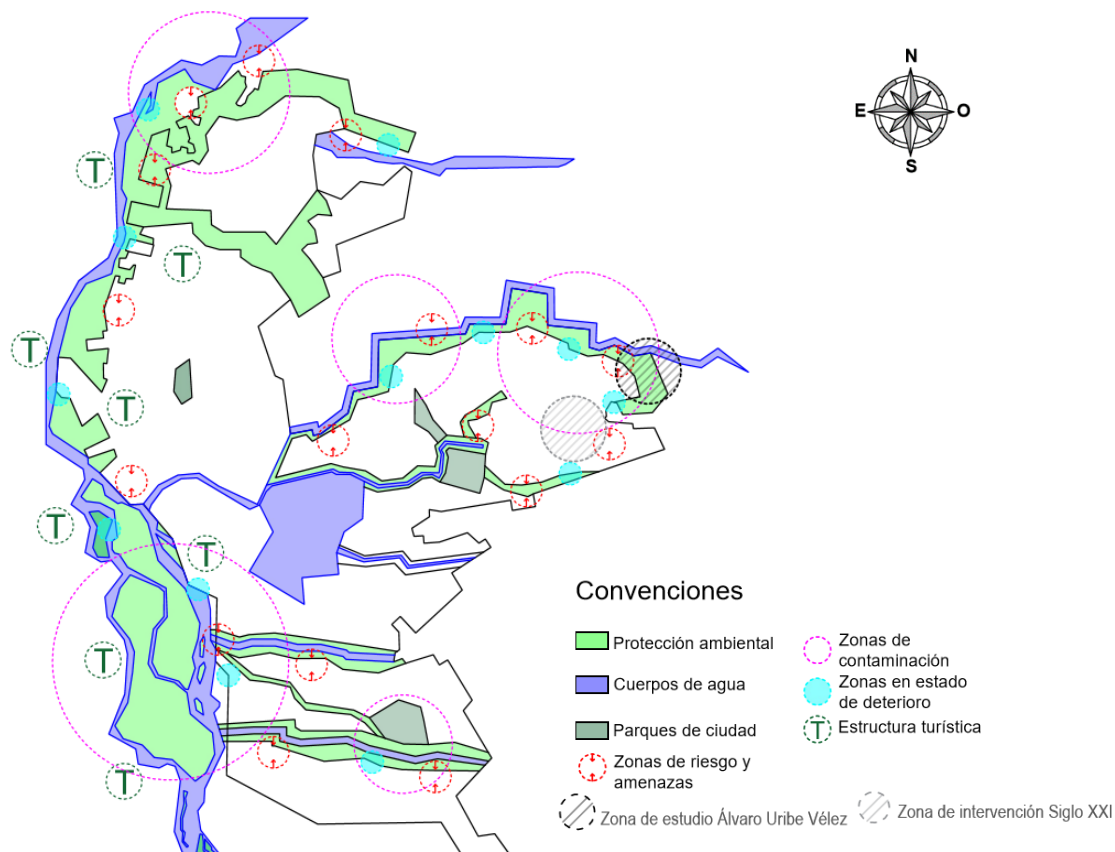 N
E
O
S
T
T
T
T
T
T
T
T
Convenciones
Protección ambiental
Cuerpos de agua
Parques de ciudad
Zonas de riesgo y
amenazas
Zonas de
contaminación
Zonas en estado
de deterioro
T Estructura turística
Zona de estudio Álvaro Uribe Vélez
Zona de intervención Siglo XXI